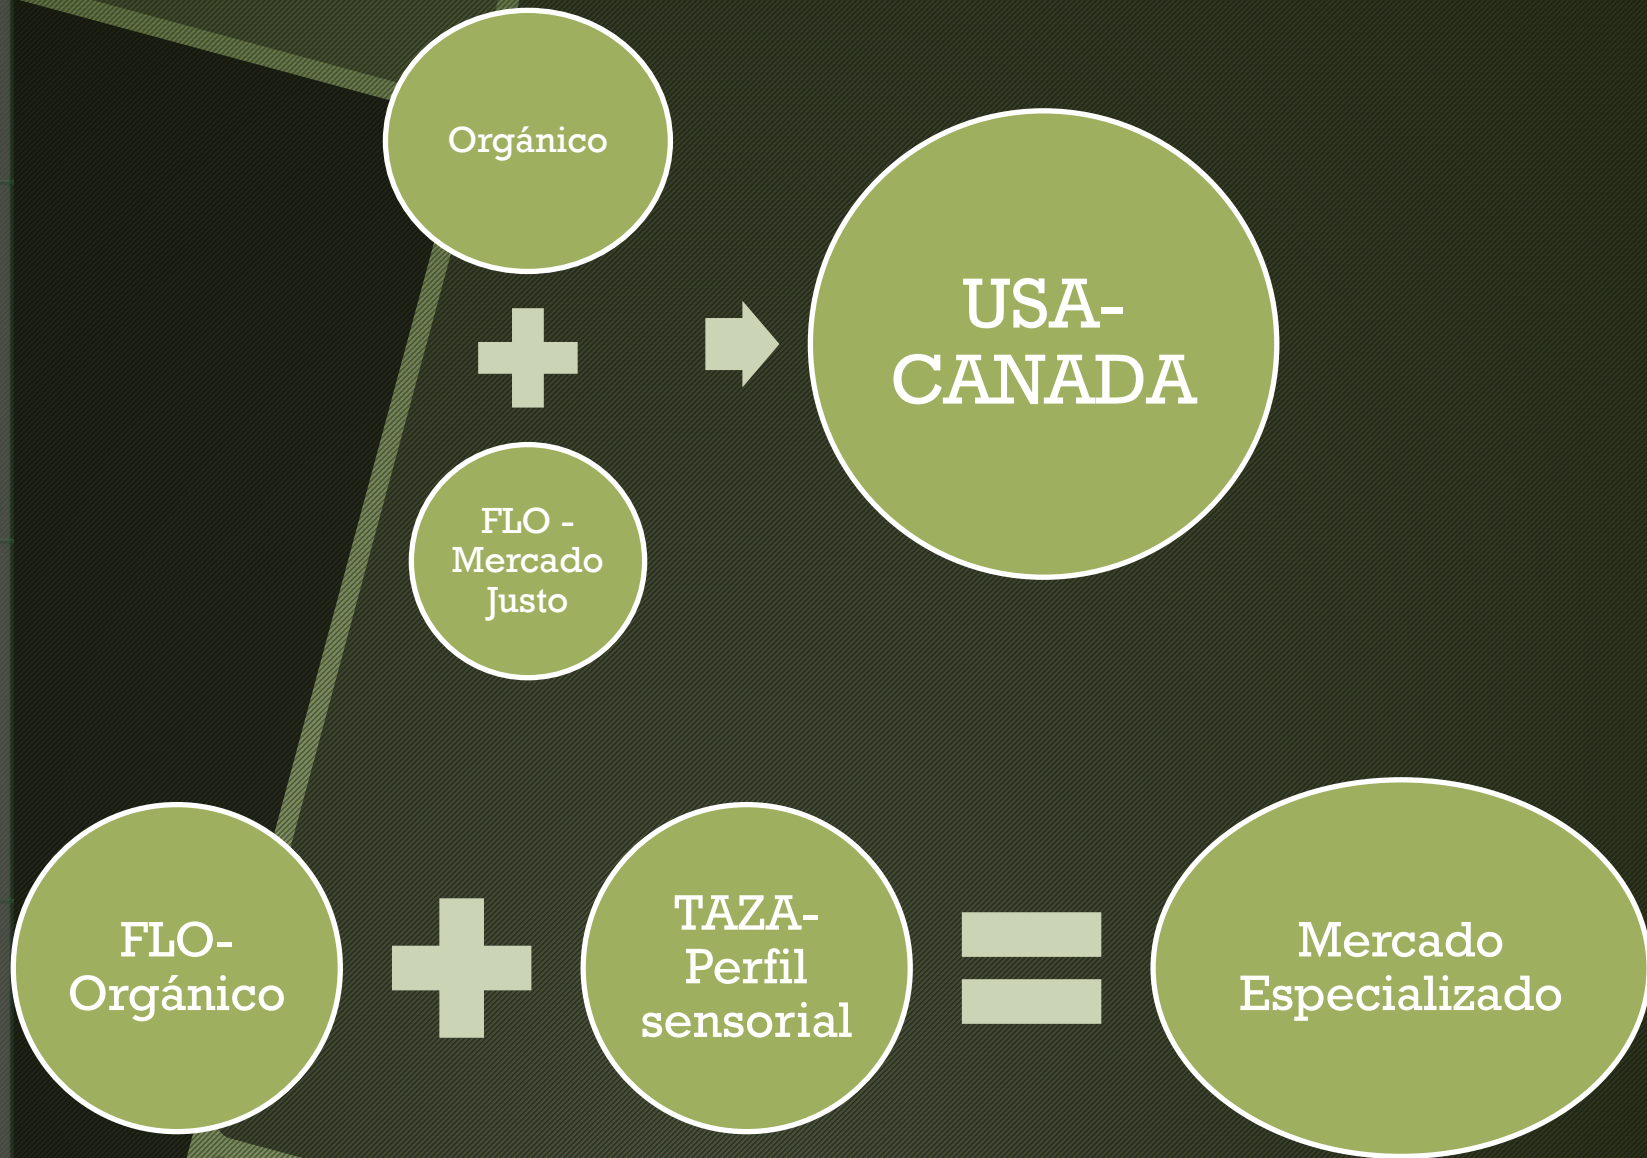 Orgánico
USA-
CANADA
FLO -
Mercado
Justo
FLO-
Orgánico
TAZA-
Perfil
sensorial
Mercado
Especializado